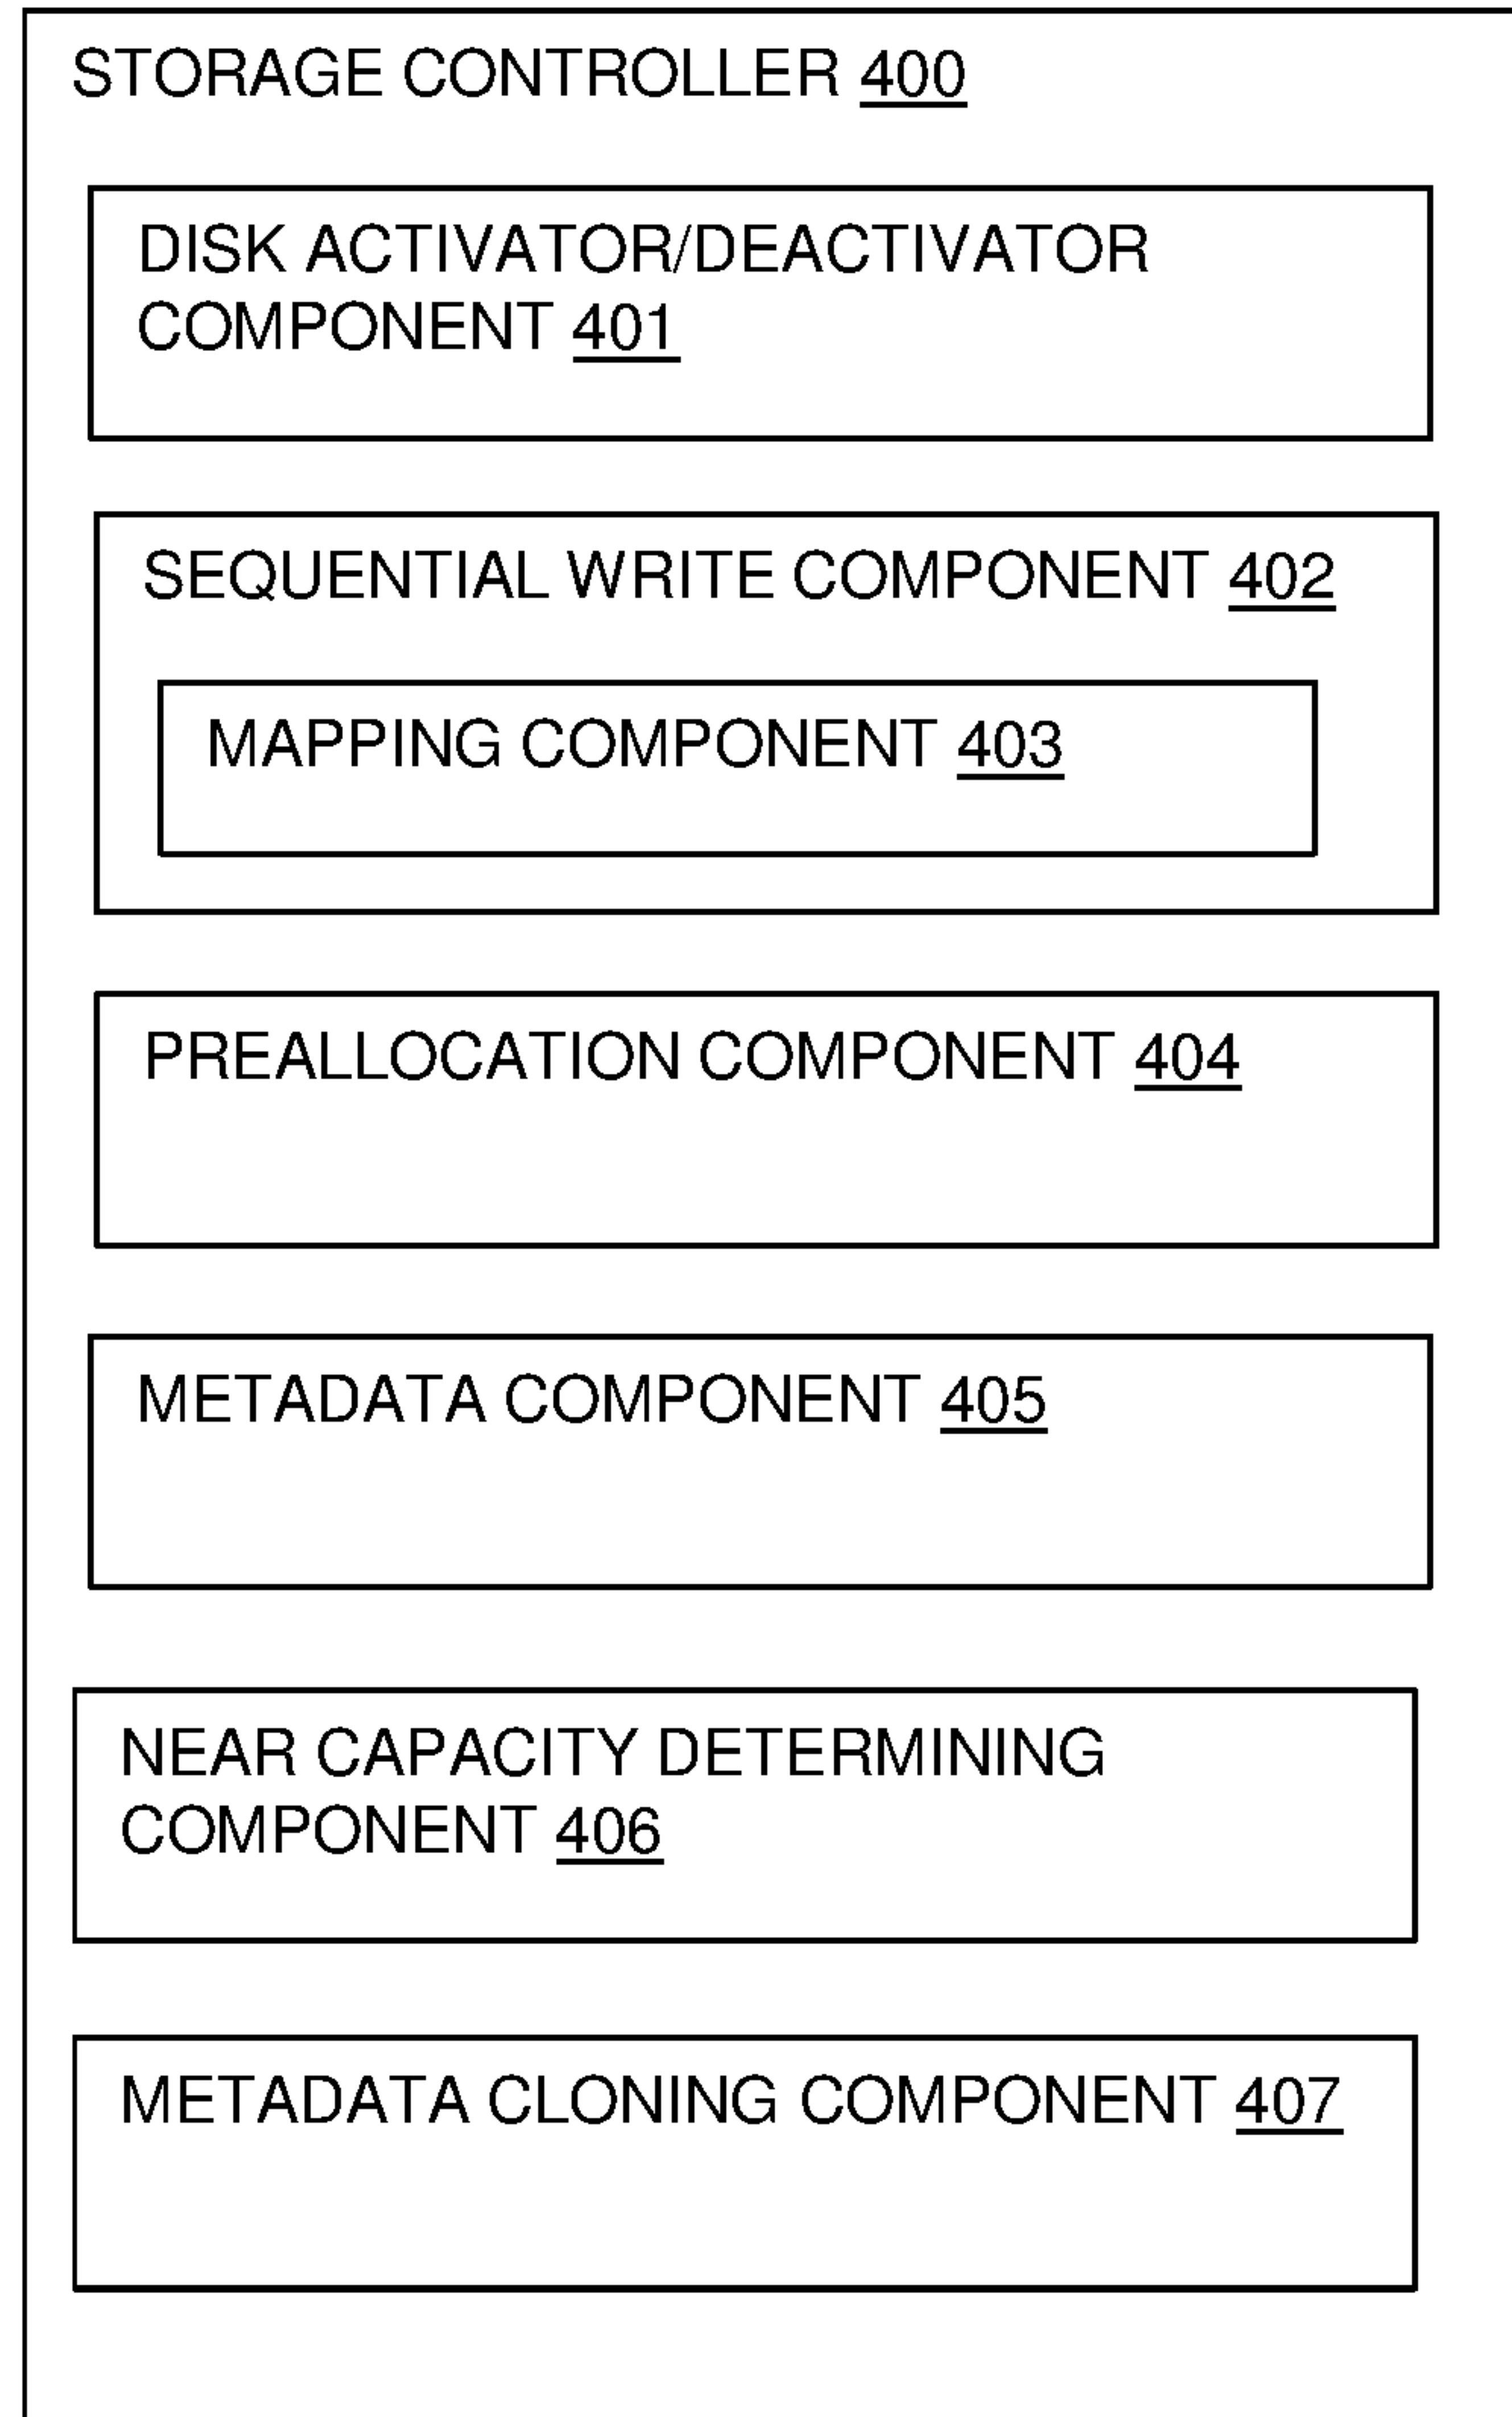 STORAGE CONTROLLER 400
DISK ACTIVATOR/DEACTIVATOR
COMPONENT 401
SEQUENTIAL WRITE COMPONENT 402
MAPPING COMPONENT 403
PREALLOCATION COMPONENT 404
METADATA COMPONENT 405
NEAR CAPACITY DETERMINING
COMPONENT 406
METADATA CLONING COMPONENT 407